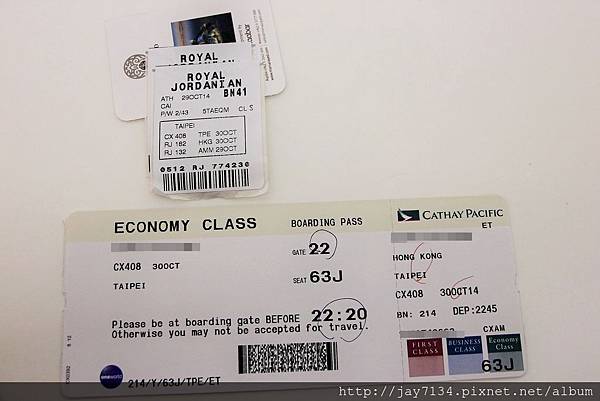 ROYAL
ROYAL
JORDANIAN
BN41
ATH 29OCT14
CAI
P/W 2/43 5TAEQM CL S
TAIPEI
CX 408 TPE 30OCT
RJ 182 HKG 30OCT
RJ 132 AMM 29OCT
0512 RJ 774236
ECONOMY CLASS
BOARDING PASS
CATHAY PACIFIC
ET
GATE 22
CX408 30OCT
SEAT 63J
TAIPEI
HONG KONG
TAIPEI
CX408 30OCT14
BN: 214 DEP:2245
Please be at boarding gate BEFORE 22:20
Otherwise you may not be accepted for travel.
CXAM
FIRST CLASS
BUSINESS CLASS
Economy Class
63J
oneworld
214/Y/63J/TPE/ET
http://jay7134.pixnet.net/album